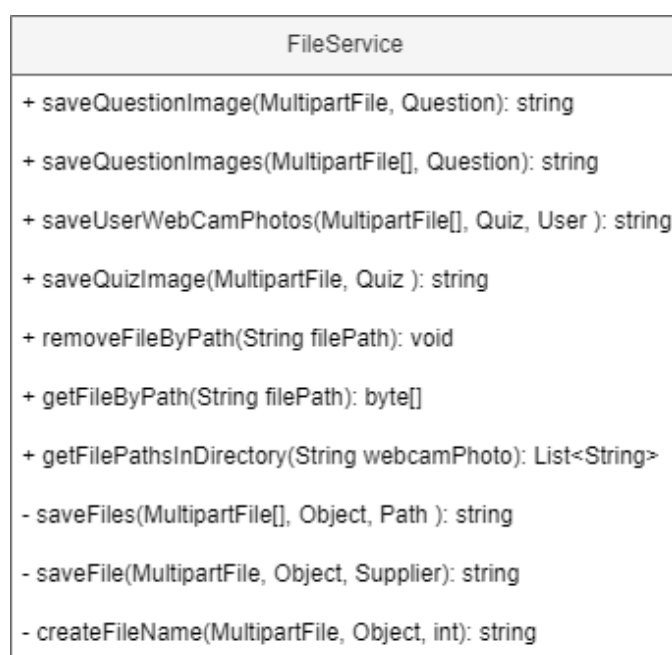 FileService
+ saveQuestionImage(MultipartFile, Question): string
+ saveQuestionImages(MultipartFile[], Question): string
+ saveUserWebCamPhotos(MultipartFile[], Quiz, User ): string
+ saveQuizImage(MultipartFile, Quiz ): string
+ removeFileByPath(String filePath): void
+ getFileByPath(String filePath): byte[]
+ getFilePathsInDirectory(String webcamPhoto): List<String>
- saveFiles(MultipartFile[], Object, Path ): string
- saveFile(MultipartFile, Object, Supplier): string
- createFileName(MultipartFile, Object, int): string